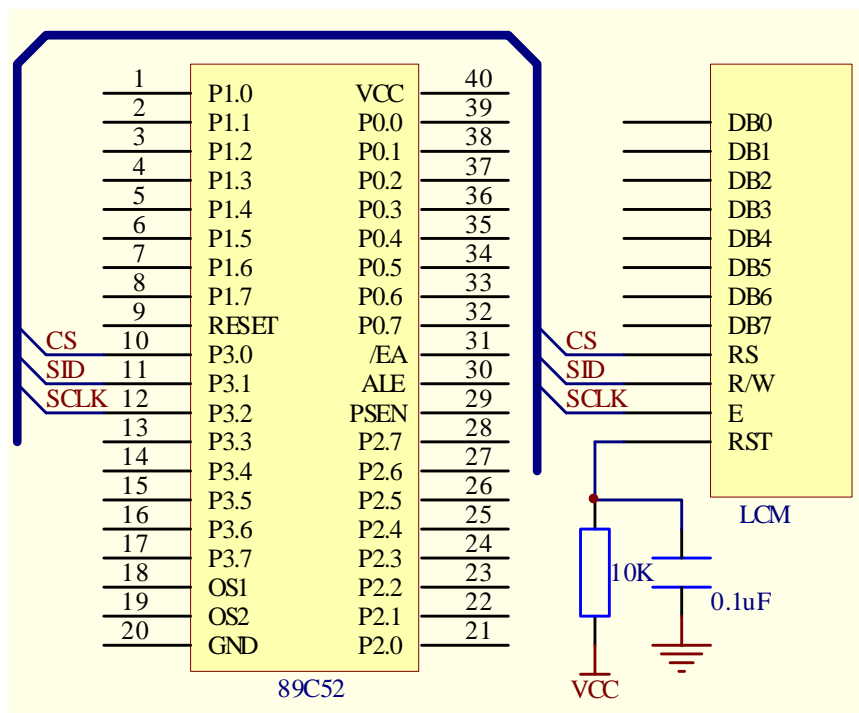 1 P1.0 VCC 40
2 P1.1 P0.0 39 DB0
3 P1.2 P0.1 38 DB1
4 P1.3 P0.2 37 DB2
5 P1.4 P0.3 36 DB3
6 P1.5 P0.4 35 DB4
7 P1.6 P0.5 34 DB5
8 P1.7 P0.6 33 DB6
9 RESET P0.7 32 DB7
CS 10 P3.0 /EA 31 CS RS
SID 11 P3.1 ALE 30 SID R/W
SCLK 12 P3.2 PSEN 29 SCLK E
13 P3.3 P2.7 28 RST
14 P3.4 P2.6 27
15 P3.5 P2.5 26
16 P3.6 P2.4 25 LCM
17 P3.7 P2.3 24
18 OS1 P2.2 23 10K
19 OS2 P2.1 22 0.1uF
20 GND P2.0 21
89C52 VCC